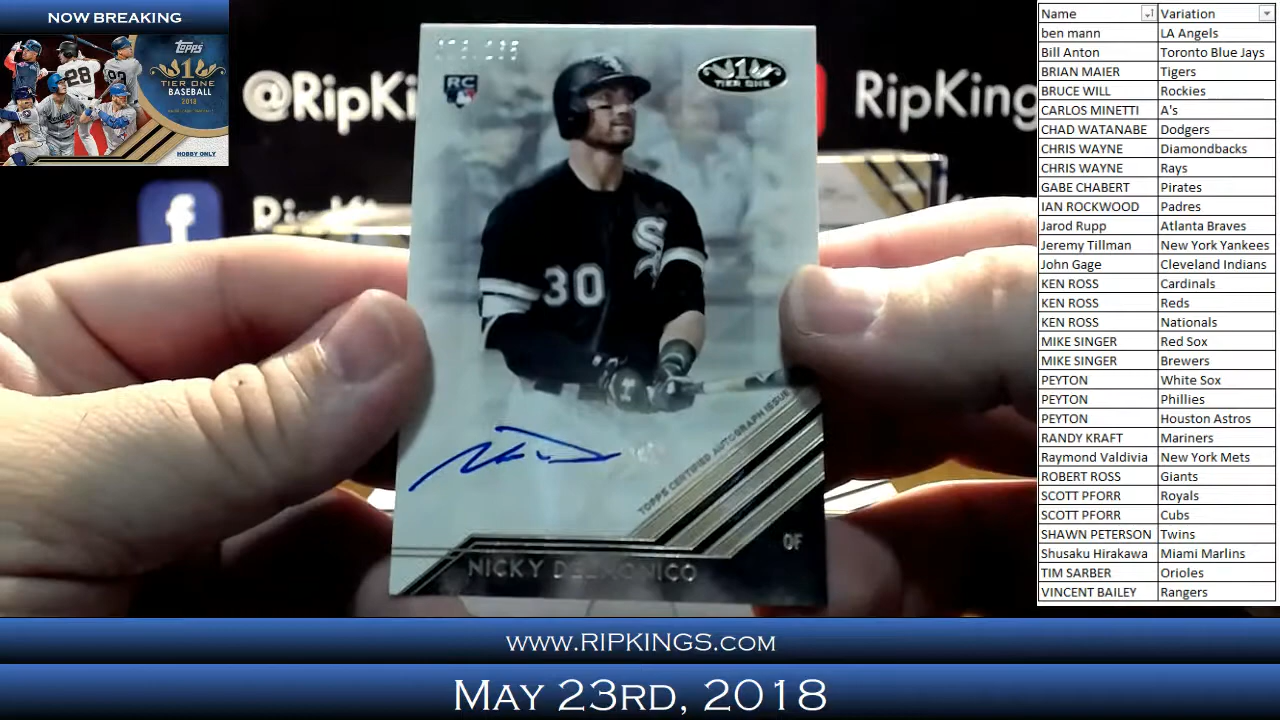 NOW BREAKING
Topps
1
TIER ONE
BASEBALL
2018
HOBBY ONLY
@RipK
RipKing
f
R
RC
1
TIER ONE
30
TOPPS CERTIFIED AUTOGRAPH ISSUE
OF
NICKY DELMONICO
Name Variation
ben mann LA Angels
Bill Anton Toronto Blue Jays
BRIAN MAIER Tigers
BRUCE WILL Rockies
CARLOS MINETTI A's
CHAD WATANABE Dodgers
CHRIS WAYNE Diamondbacks
CHRIS WAYNE Rays
GABE CHABERT Pirates
IAN ROCKWOOD Padres
Jarod Rupp Atlanta Braves
Jeremy Tillman New York Yankees
John Gage Cleveland Indians
KEN ROSS Cardinals
KEN ROSS Reds
KEN ROSS Nationals
MIKE SINGER Red Sox
MIKE SINGER Brewers
PEYTON White Sox
PEYTON Phillies
PEYTON Houston Astros
RANDY KRAFT Mariners
Raymond Valdivia New York Mets
ROBERT ROSS Giants
SCOTT PFORR Royals
SCOTT PFORR Cubs
SHAWN PETERSON Twins
Shusaku Hirakawa Miami Marlins
TIM SARBER Orioles
VINCENT BAILEY Rangers
WWW.RIPKINGS.COM
MAY 23RD, 2018